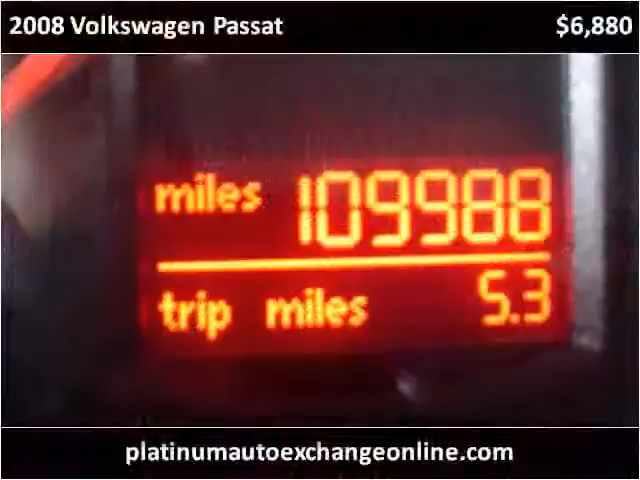 2008 Volkswagen Passat $6,880
miles 109988
trip miles 5.3
platinumautoexchangeonline.com